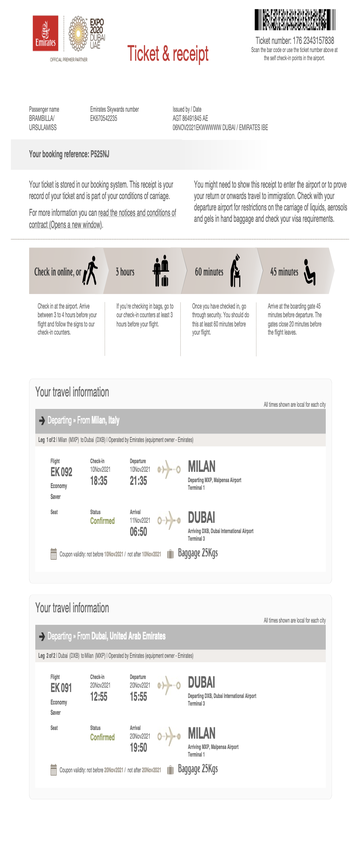 Emirates
EXPO
2020
DUBAI
UAE
OFFICIAL PREMIER PARTNER
Ticket & receipt
Ticket number: 176 2343157838
Scan the bar code or use the ticket number above at
the self check-in points in the airport.
Passenger name
BRAMBILLA/
URSULAMISS
Emirates Skywards number
EK670542235
Issued by / Date
AGT 86491845 AE
06NOV2021EKWWWWW DUBAI / EMIRATES IBE
Your booking reference: P525NJ
Your ticket is stored in our booking system. This receipt is your
record of your ticket and is part of your conditions of carriage.
For more information you can read the notices and conditions of
contract (Opens a new window).
You might need to show this receipt to enter the airport or to prove
your return or onwards travel to immigration. Check with your
departure airport for restrictions on the carriage of liquids, aerosols
and gels in hand baggage and check your visa requirements.
Check in online, or
3 hours
60 minutes
45 minutes
Check in at the airport. Arrive
between 3 to 4 hours before your
flight and follow the signs to our
check-in counters.
If you're checking in bags, go to
our check-in counters at least 3
hours before your flight.
Once you have checked in, go
through security. You should do
this at least 60 minutes before
your flight.
Arrive at the boarding gate 45
minutes before departure. The
gates close 20 minutes before
the flight leaves.
Your travel information
All times shown are local for each city
Departing • From Milan, Italy
Leg 1 of 2 | Milan (MXP) to Dubai (DXB) / Operated by Emirates (equipment owner - Emirates)
Flight
EK 092
Economy
Saver
Check-in
10Nov2021
18:35
Departure
10Nov2021
21:35
MILAN
Departing MXP, Malpensa Airport
Terminal 1
Seat
Status
Confirmed
Arrival
11Nov2021
06:50
DUBAI
Arriving DXB, Dubai International Airport
Terminal 3
Coupon validity: not before 10Nov2021 / not after 10Nov2021
Baggage 25Kgs
Your travel information
All times shown are local for each city
Departing • From Dubai, United Arab Emirates
Leg 2 of 2 | Dubai (DXB) to Milan (MXP) / Operated by Emirates (equipment owner - Emirates)
Flight
EK 091
Economy
Saver
Check-in
20Nov2021
12:55
Departure
20Nov2021
15:55
DUBAI
Departing DXB, Dubai International Airport
Terminal 3
Seat
Status
Confirmed
Arrival
20Nov2021
19:50
MILAN
Arriving MXP, Malpensa Airport
Terminal 1
Coupon validity: not before 20Nov2021 / not after 20Nov2021
Baggage 25Kgs